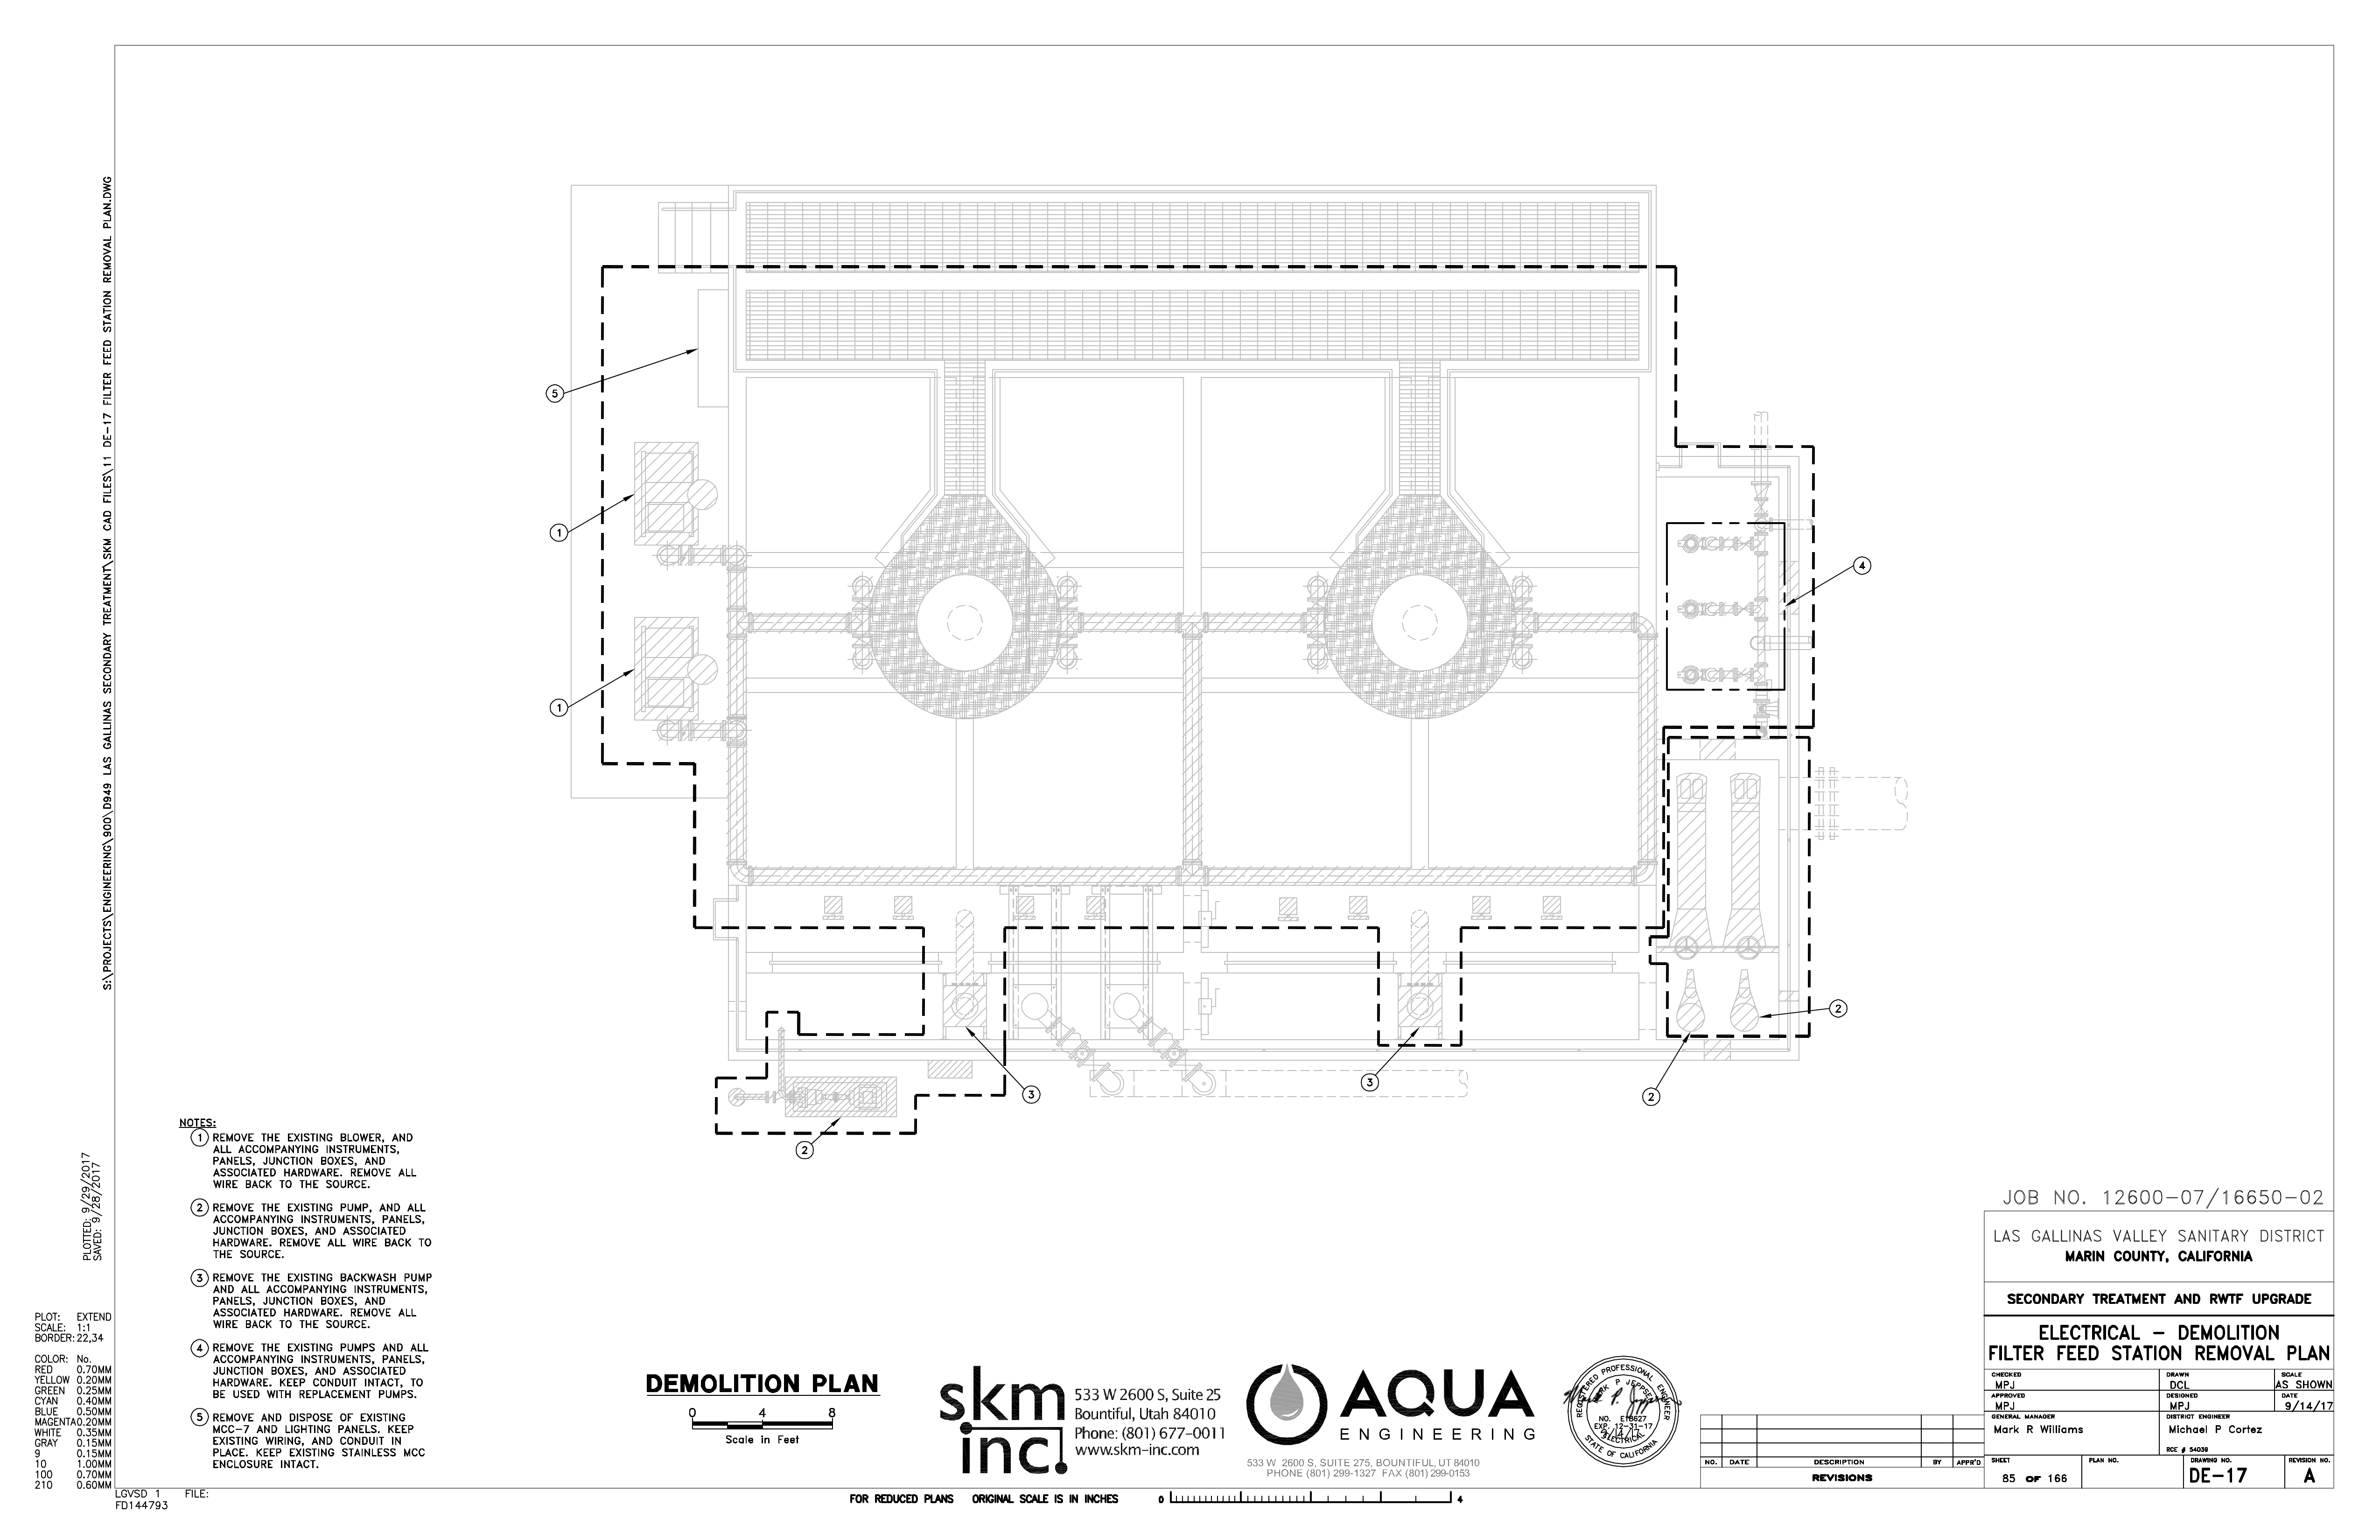 S:\PROJECTS\ENGINEERING\900\D949 LAS GALLINAS SECONDARY TREATMENT\SKM CAD FILES\11 DE-17 FILTER FEED STATION REMOVAL PLAN.DWG
PLOTTED: 9/29/2017
SAVED: 9/28/2017
PLOT: EXTEND
SCALE: 1:1
BORDER: 22,34
COLOR: No.
RED 0.70MM
YELLOW 0.20MM
GREEN 0.25MM
CYAN 0.40MM
BLUE 0.50MM
MAGENTA 0.20MM
WHITE 0.35MM
GRAY 0.15MM
9 0.15MM
10 1.00MM
100 0.70MM
210 0.60MM
LGVSD 1 FILE:
FD144793
5
1
1
4
2
2
3
3
2
NOTES:
1 REMOVE THE EXISTING BLOWER, AND
ALL ACCOMPANYING INSTRUMENTS,
PANELS, JUNCTION BOXES, AND
ASSOCIATED HARDWARE. REMOVE ALL
WIRE BACK TO THE SOURCE.
2 REMOVE THE EXISTING PUMP, AND ALL
ACCOMPANYING INSTRUMENTS, PANELS,
JUNCTION BOXES, AND ASSOCIATED
HARDWARE. REMOVE ALL WIRE BACK TO
THE SOURCE.
3 REMOVE THE EXISTING BACKWASH PUMP
AND ALL ACCOMPANYING INSTRUMENTS,
PANELS, JUNCTION BOXES, AND
ASSOCIATED HARDWARE. REMOVE ALL
WIRE BACK TO THE SOURCE.
4 REMOVE THE EXISTING PUMPS AND ALL
ACCOMPANYING INSTRUMENTS, PANELS,
JUNCTION BOXES, AND ASSOCIATED
HARDWARE. KEEP CONDUIT INTACT, TO
BE USED WITH REPLACEMENT PUMPS.
5 REMOVE AND DISPOSE OF EXISTING
MCC-7 AND LIGHTING PANELS. KEEP
EXISTING WIRING, AND CONDUIT IN
PLACE. KEEP EXISTING STAINLESS MCC
ENCLOSURE INTACT.
DEMOLITION PLAN
0 4 8
Scale in Feet
skm
inc.
533 W 2600 S, Suite 25
Bountiful, Utah 84010
Phone: (801) 677-0011
www.skm-inc.com
AQUA
ENGINEERING
533 W 2600 S, SUITE 275, BOUNTIFUL, UT 84010
PHONE (801) 299-1327 FAX (801) 299-0153
REGISTERED PROFESSIONAL ENGINEER
MARK P JEPPSEN
NO. E18627
EXP. 12-31-17
9/14/17
ELECTRICAL
STATE OF CALIFORNIA
FOR REDUCED PLANS ORIGINAL SCALE IS IN INCHES 0 4
NO. DATE DESCRIPTION BY APPR'D
REVISIONS
JOB NO. 12600-07/16650-02
LAS GALLINAS VALLEY SANITARY DISTRICT
MARIN COUNTY, CALIFORNIA
SECONDARY TREATMENT AND RWTF UPGRADE
ELECTRICAL - DEMOLITION
FILTER FEED STATION REMOVAL PLAN
CHECKED DRAWN SCALE
MPJ DCL AS SHOWN
APPROVED DESIGNED DATE
MPJ MPJ 9/14/17
GENERAL MANAGER DISTRICT ENGINEER
Mark R Williams Michael P Cortez
RCE # 54039
SHEET PLAN NO. DRAWING NO. REVISION NO.
85 OF 166 DE-17 A